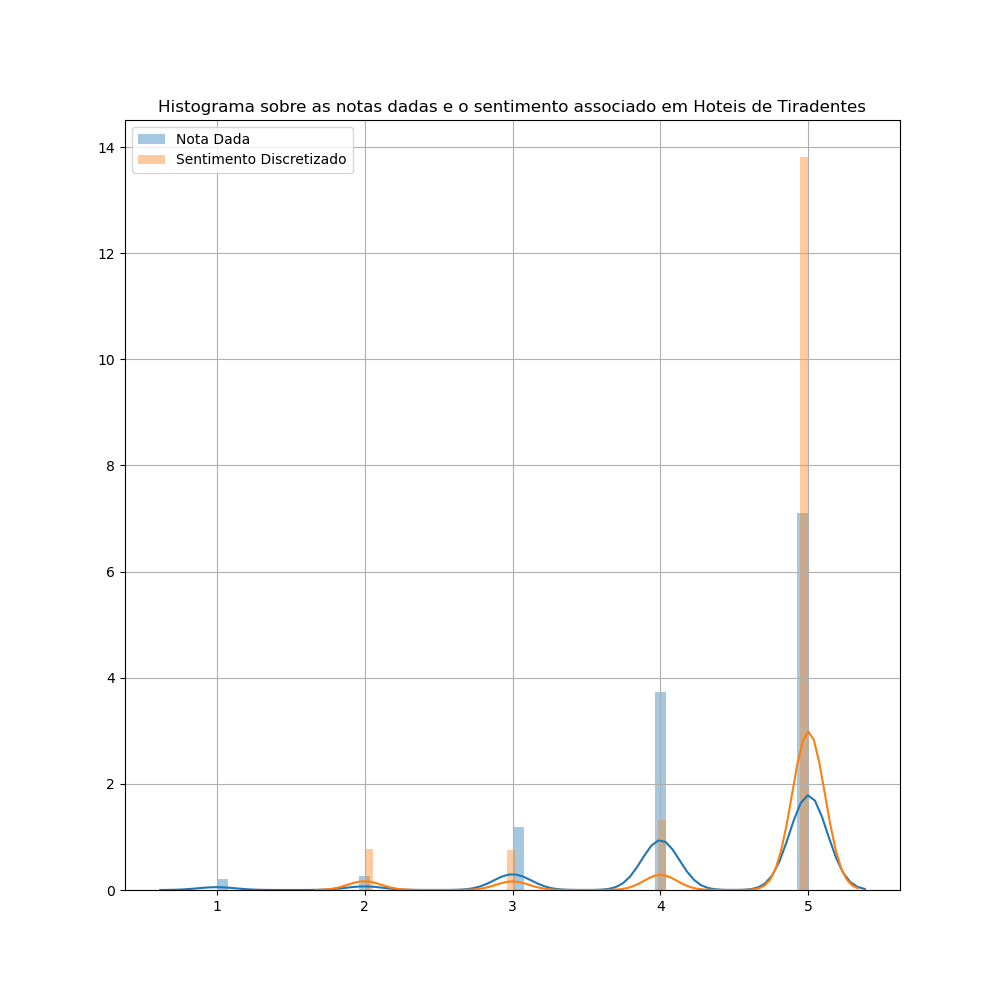 Histograma sobre as notas dadas e o sentimento associado em Hoteis de Tiradentes
Nota Dada
Sentimento Discretizado
14
12
10
8
6
4
2
0
1 2 3 4 5